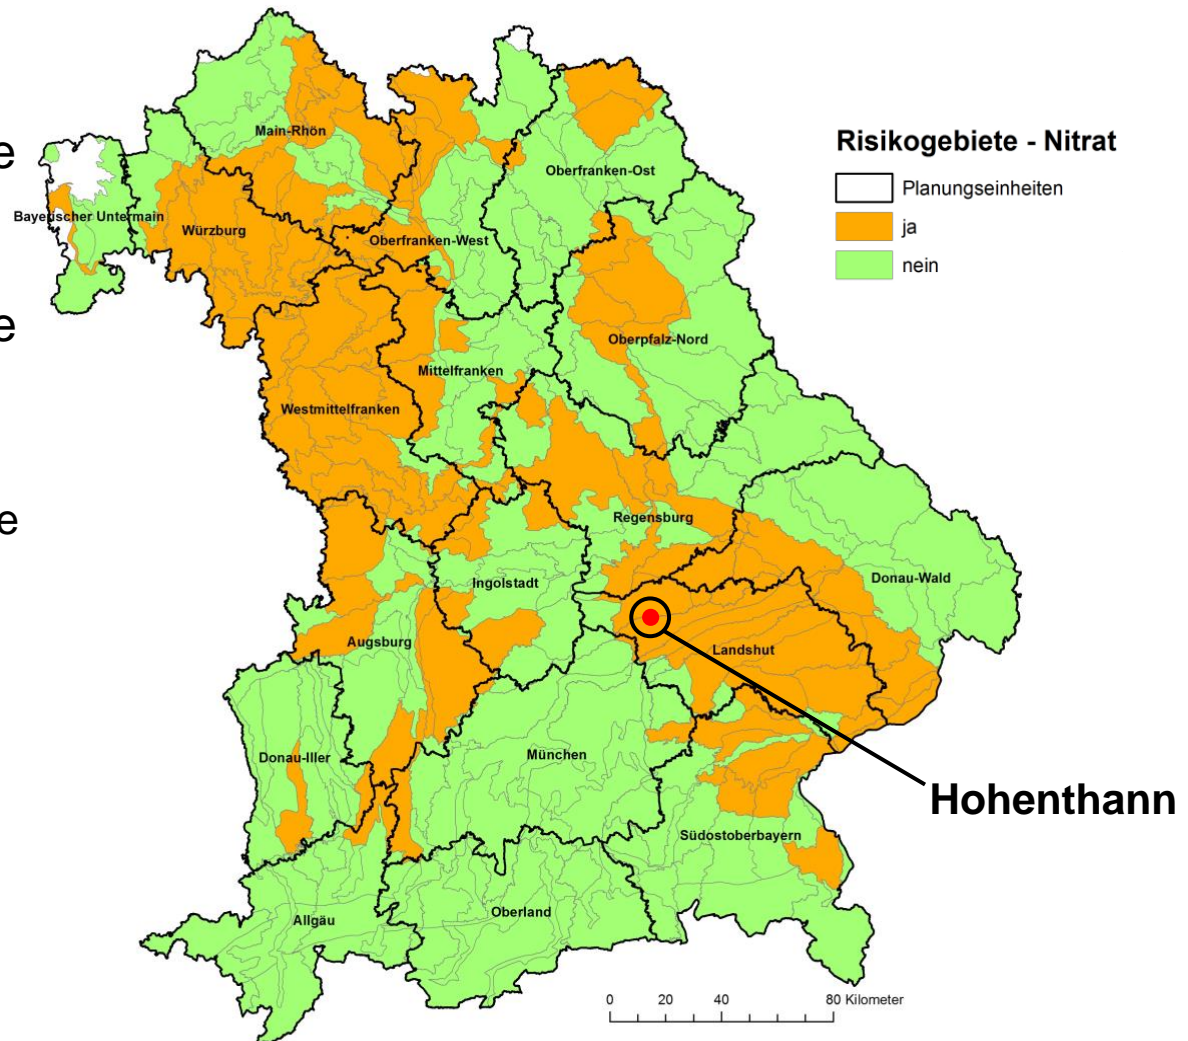 e
e
e
Risikogebiete - Nitrat
Planungseinheiten
ja
nein
Main-Rhön
Oberfranken-Ost
Bayerischer Untermain
Würzburg
Oberfranken-West
Oberpfalz-Nord
Mittelfranken
Westmittelfranken
Regensburg
Donau-Wald
Ingolstadt
Augsburg
Landshut
Donau-Iller
München
Hohenthann
Südostoberbayern
Allgäu
Oberland
0 20 40 80 Kilometer